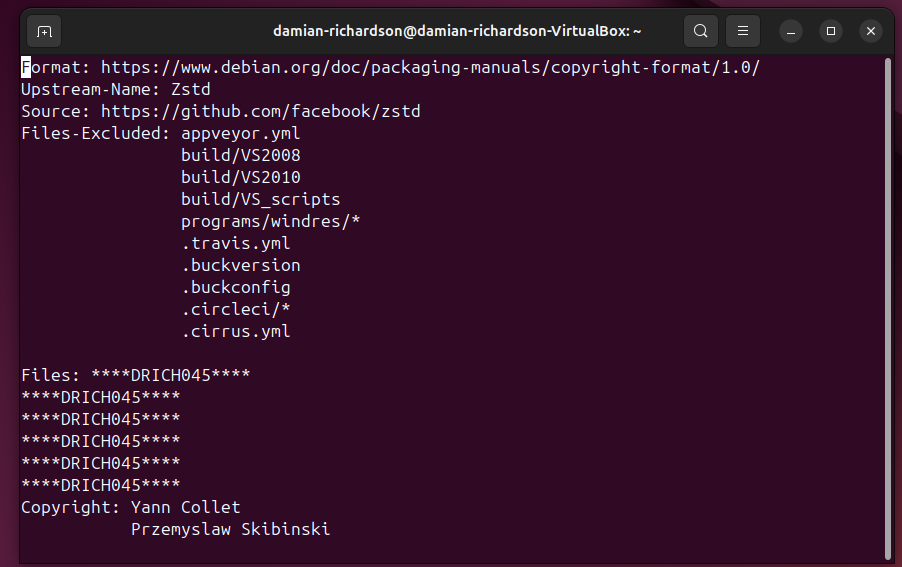 damian-richardson@damian-richardson-VirtualBox: ~
Format: https://www.debian.org/doc/packaging-manuals/copyright-format/1.0/
Upstream-Name: Zstd
Source: https://github.com/facebook/zstd
Files-Excluded: appveyor.yml
build/VS2008
build/VS2010
build/VS_scripts
programs/windres/*
.travis.yml
.buckversion
.buckconfig
.circleci/*
.cirrus.yml
Files: ****DRICH045****
****DRICH045****
****DRICH045****
****DRICH045****
****DRICH045****
****DRICH045****
Copyright: Yann Collet
Przemyslaw Skibinski